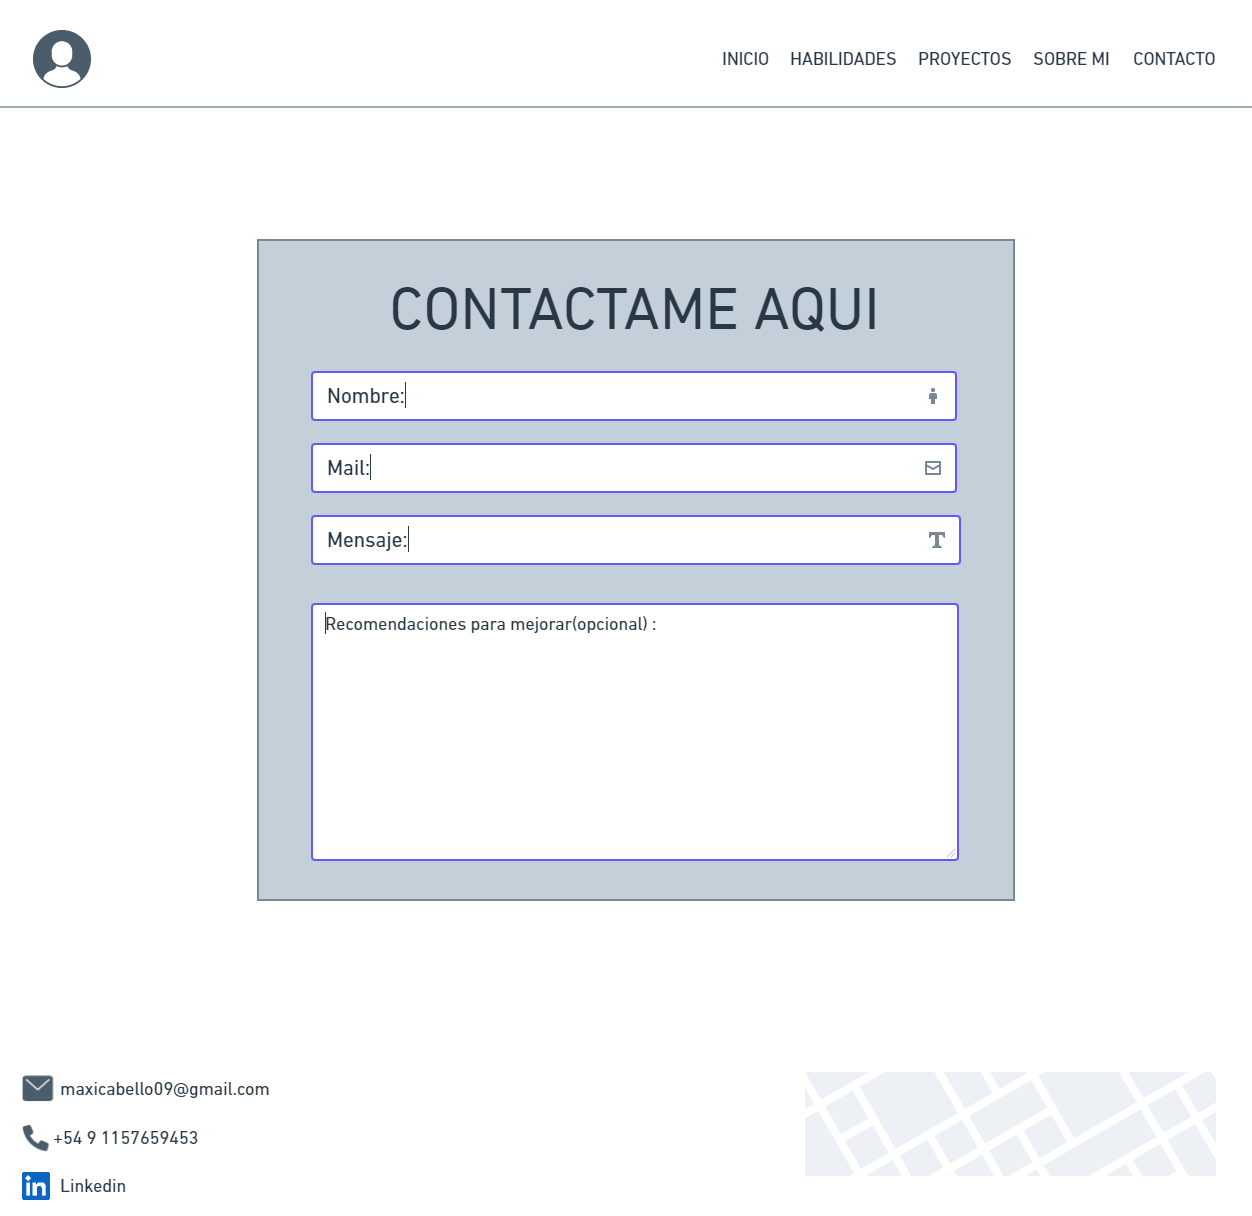 INICIO HABILIDADES PROYECTOS SOBRE MI CONTACTO
CONTACTAME AQUI
Nombre:
Mail:
Mensaje:
Recomendaciones para mejorar(opcional) :
maxicabello09@gmail.com
+54 9 1157659453
in Linkedin